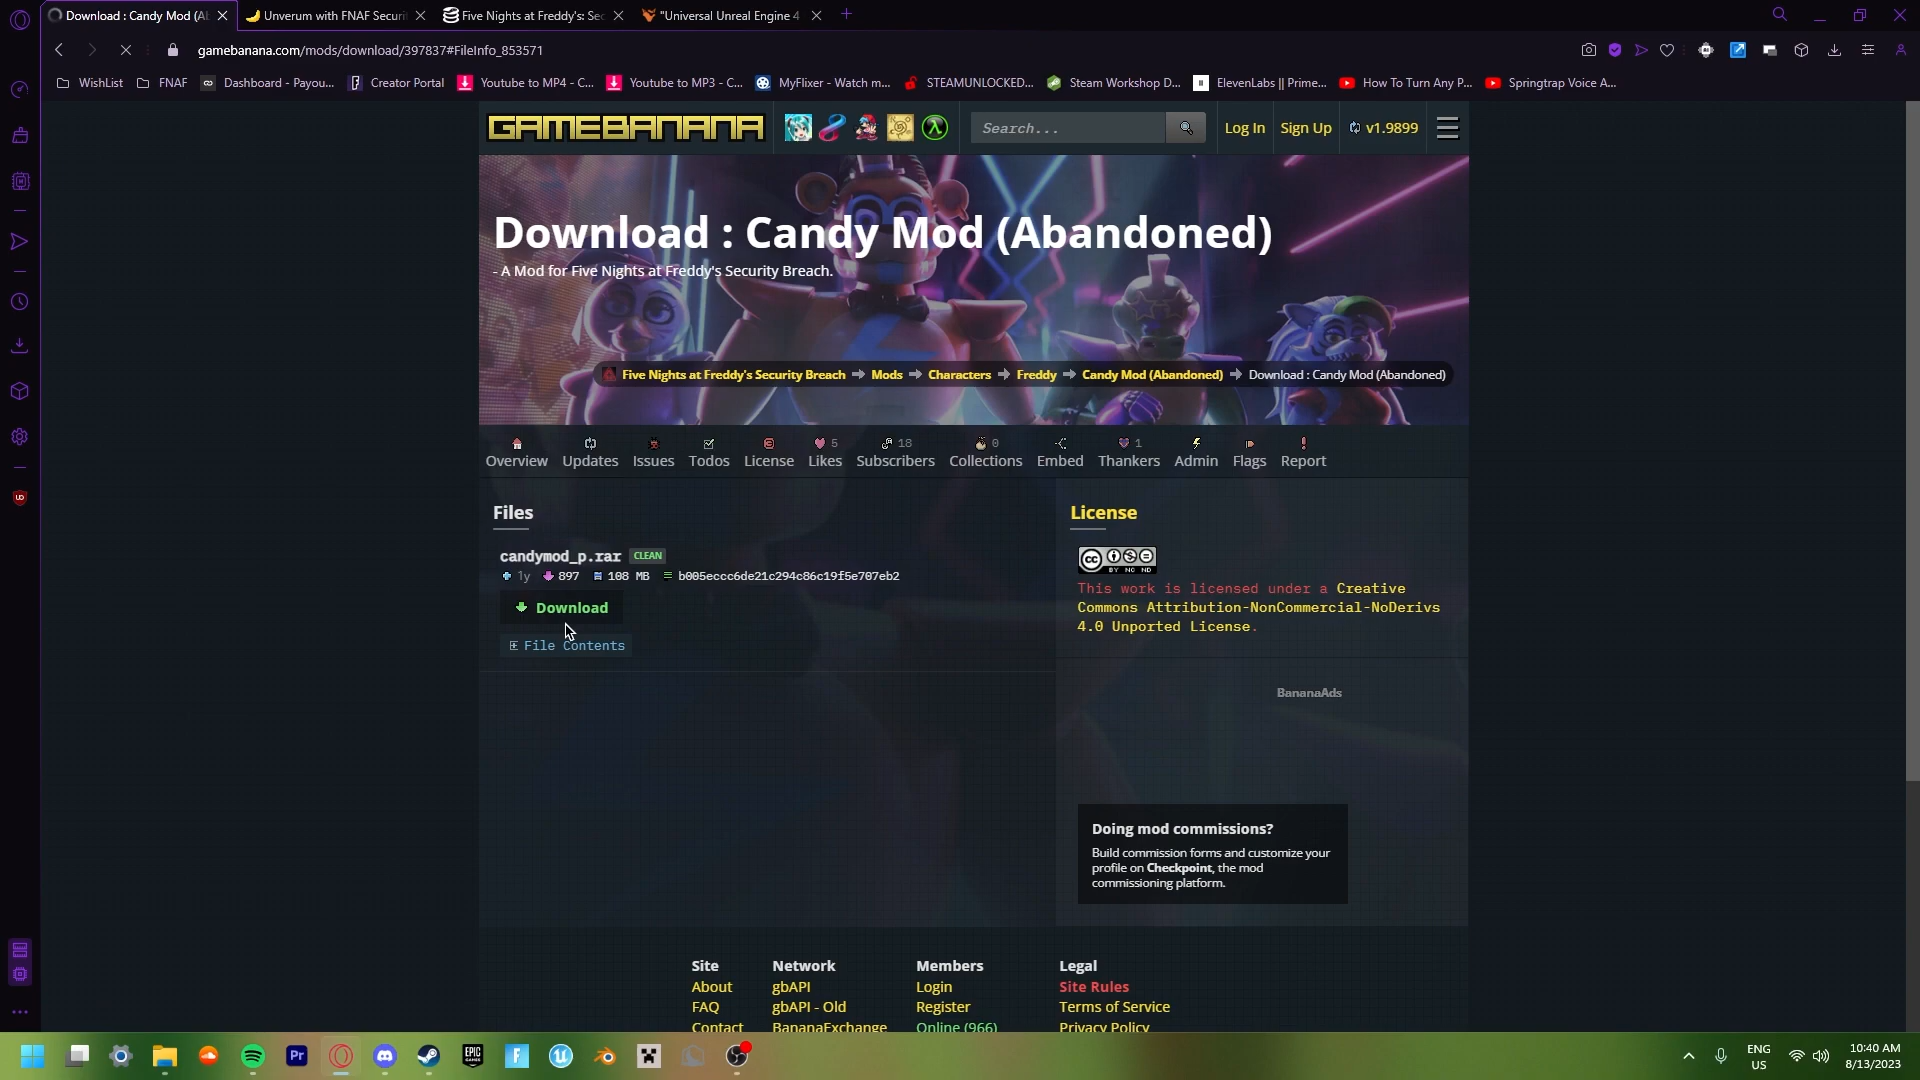 Download : Candy Mod (Al
Unverum with FNAF Securi
Five Nights at Freddy's: Sec
"Universal Unreal Engine 4
gamebanana.com/mods/download/397837#FileInfo_853571
WishList
FNAF
Dashboard - Payou...
Creator Portal
Youtube to MP4 - C...
Youtube to MP3 - C...
MyFlixer - Watch m...
STEAMUNLOCKED...
Steam Workshop D...
ElevenLabs || Prime...
How To Turn Any P...
Springtrap Voice A...
GAMEBANANA
Search...
Log In
Sign Up
v1.9899
Download : Candy Mod (Abandoned)
- A Mod for Five Nights at Freddy's Security Breach.
Five Nights at Freddy's Security Breach
Mods
Characters
Freddy
Candy Mod (Abandoned)
Download : Candy Mod (Abandoned)
5
18
0
1
Overview
Updates
Issues
Todos
License
Likes
Subscribers
Collections
Embed
Thankers
Admin
Flags
Report
Files
candymod_p.rar CLEAN
1y 897 108 MB b005eccc6de21c294c86c19f5e707eb2
Download
File Contents
License
CC BY NC ND
This work is licensed under a Creative
Commons Attribution-NonCommercial-NoDerivs
4.0 Unported License.
BananaAds
Doing mod commissions?
Build commission forms and customize your
profile on Checkpoint, the mod
commissioning platform.
Site
About
FAQ
Contact
Network
gbAPI
gbAPI - Old
BananaExchange
Members
Login
Register
Online (966)
Legal
Site Rules
Terms of Service
Privacy Policy
Pr
EPIC GAMES
ENG
US
10:40 AM
8/13/2023